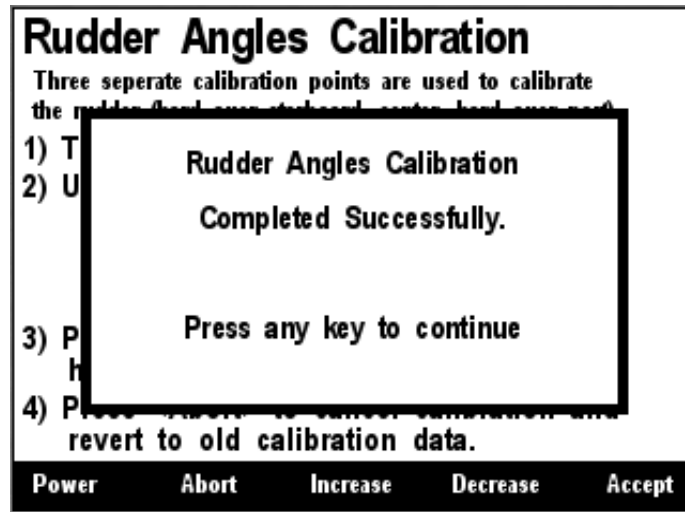 Rudder Angles Calibration
Three seperate calibration points are used to calibrate
the
1) T
2) U
Rudder Angles Calibration
Completed Successfully.
Press any key to continue
3) P
h
4)
revert to old calibration data.
Power Abort Increase Decrease Accept